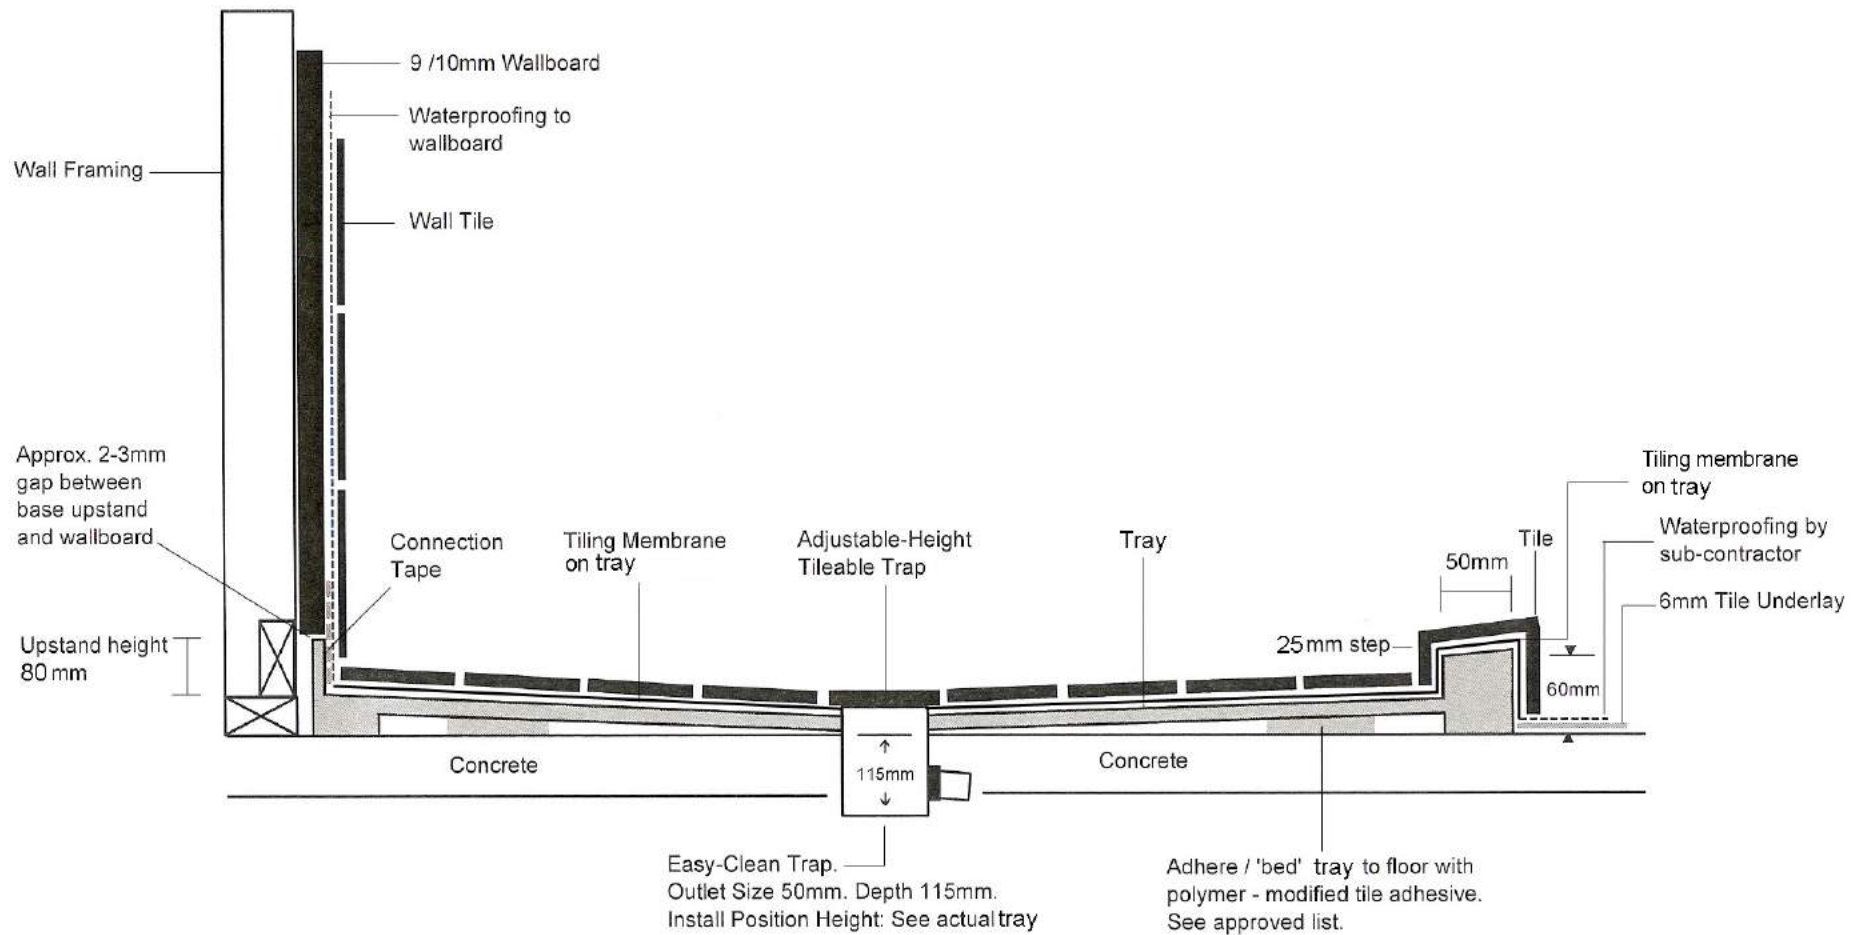 9 /10mm Wallboard
Waterproofing to
wallboard
Wall Framing
Wall Tile
Approx. 2-3mm
gap between
base upstand
and wallboard
Connection
Tape
Tiling Membrane
on tray
Adjustable-Height
Tileable Trap
Tray
Tiling membrane
on tray
Waterproofing by
sub-contractor
Tile
50mm
6mm Tile Underlay
Upstand height
80mm
25mm step
60mm
Concrete
115mm
Concrete
Easy-Clean Trap.
Outlet Size 50mm. Depth 115mm.
Install Position Height: See actual tray
Adhere / 'bed' tray to floor with
polymer - modified tile adhesive.
See approved list.